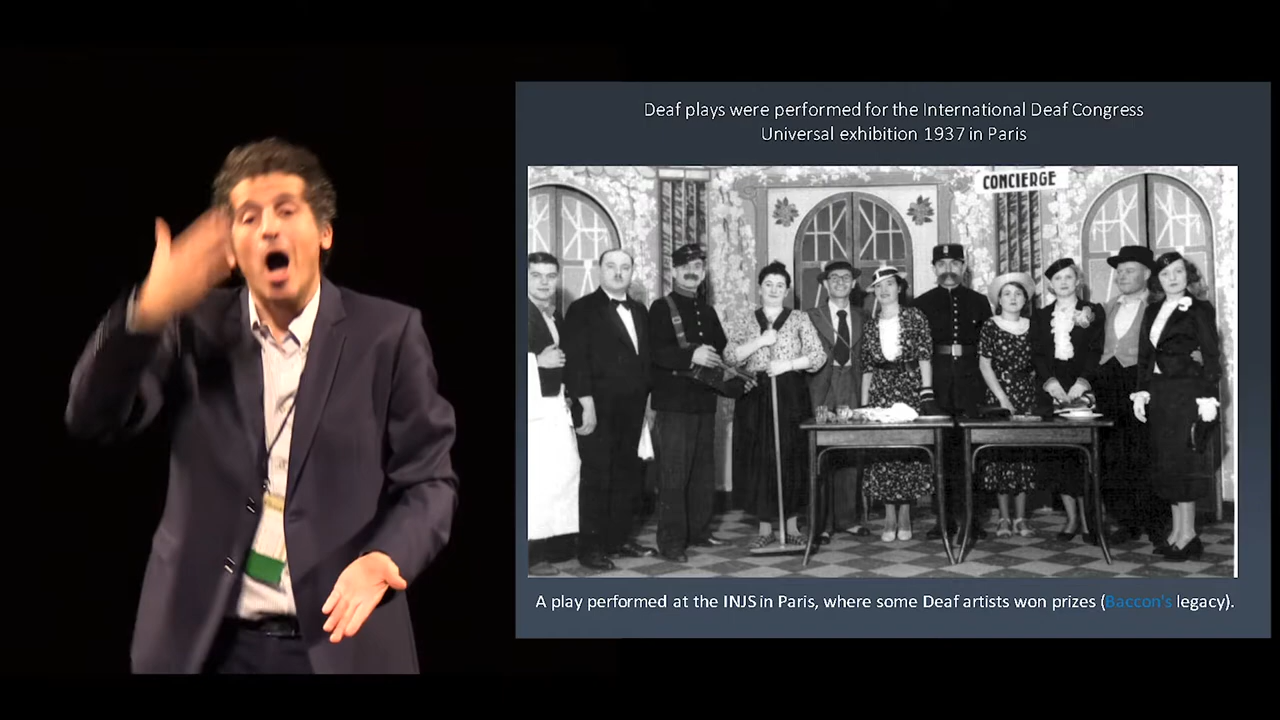 Deaf plays were performed for the International Deaf Congress
Universal exhibition 1937 in Paris
CONCIERGE
A play performed at the INJS in Paris, where some Deaf artists won prizes (Baccon's legacy).